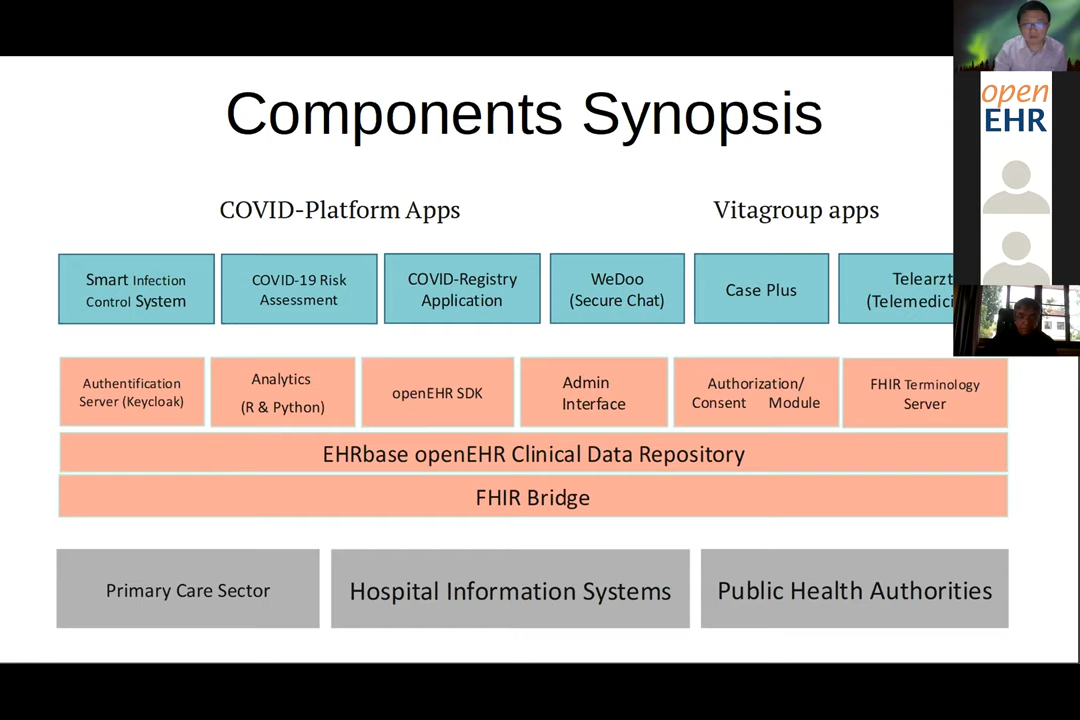 Components Synopsis
COVID-Platform Apps
Vitagroup apps
Smart Infection
Control System
COVID-19 Risk
Assessment
COVID-Registry
Application
WeDoo
(Secure Chat)
Case Plus
Telearzt
Authentification
Server (Keycloak)
Analytics
(R & Python)
openEHR SDK
Admin
Interface
Authorization/
Consent Module
FHIR Terminology
Server
EHRbase openEHR Clinical Data Repository
FHIR Bridge
Primary Care Sector
Hospital Information Systems
Public Health Authorities
open
EHR